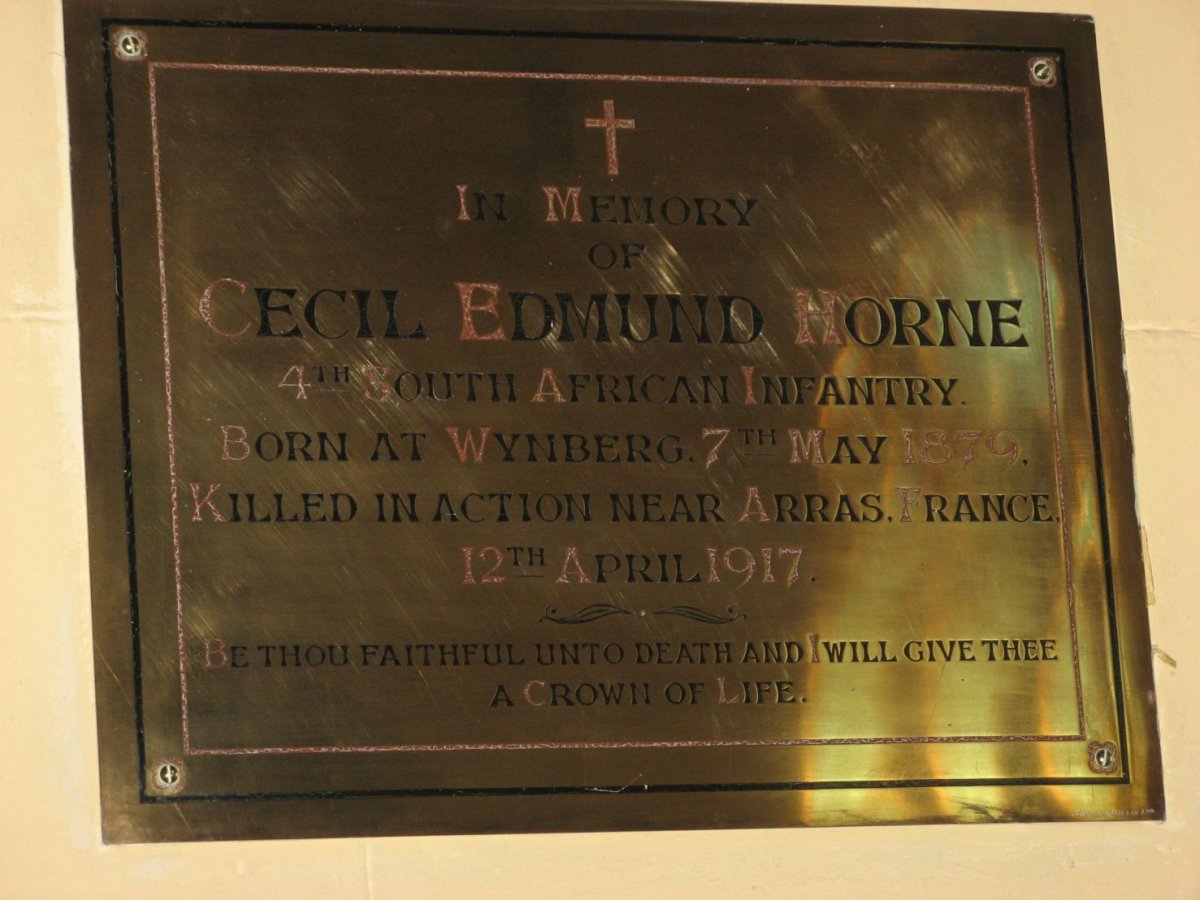 In Memory
of
Cecil Edmund Horne
4TH South African Infantry.
Born at Wynberg. 7TH May 1879.
Killed in action near Arras, France,
12TH April 1917.
Be thou faithful unto death and I will give thee
a Crown of Life.